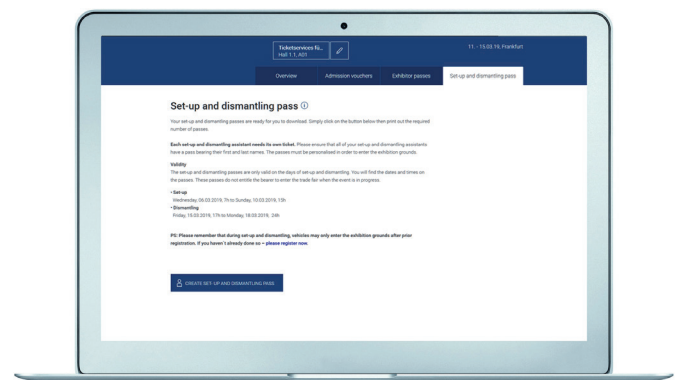 Ticketservices fü...
Hall 1.1, A01
11. - 15.03.19, Frankfurt
Overview
Admission vouchers
Exhibitor passes
Set-up and dismantling pass
Set-up and dismantling pass
Your set-up and dismantling passes are ready for you to download. Simply click on the button below then print out the required
number of passes.
Each set-up and dismantling assistant needs its own ticket. Please ensure that all of your set-up and dismantling assistants
have a pass bearing their first and last names. The passes must be personalised in order to enter the exhibition grounds.
Validity
The set-up and dismantling passes are only valid on the days of set-up and dismantling. You will find the dates and times on
the passes. These passes do not entitle the bearer to enter the trade fair when the event is in progress.
• Set-up
Wednesday, 06.03.2019, 7h to Sunday, 10.03.2019, 15h
• Dismantling
Friday, 15.03.2019, 17h to Monday, 18.03.2019, 24h
PS: Please remember that during set-up and dismantling, vehicles may only enter the exhibition grounds after prior
registration. If you haven´t already done so – please register now.
CREATE SET- UP AND DISMANTLING PASS